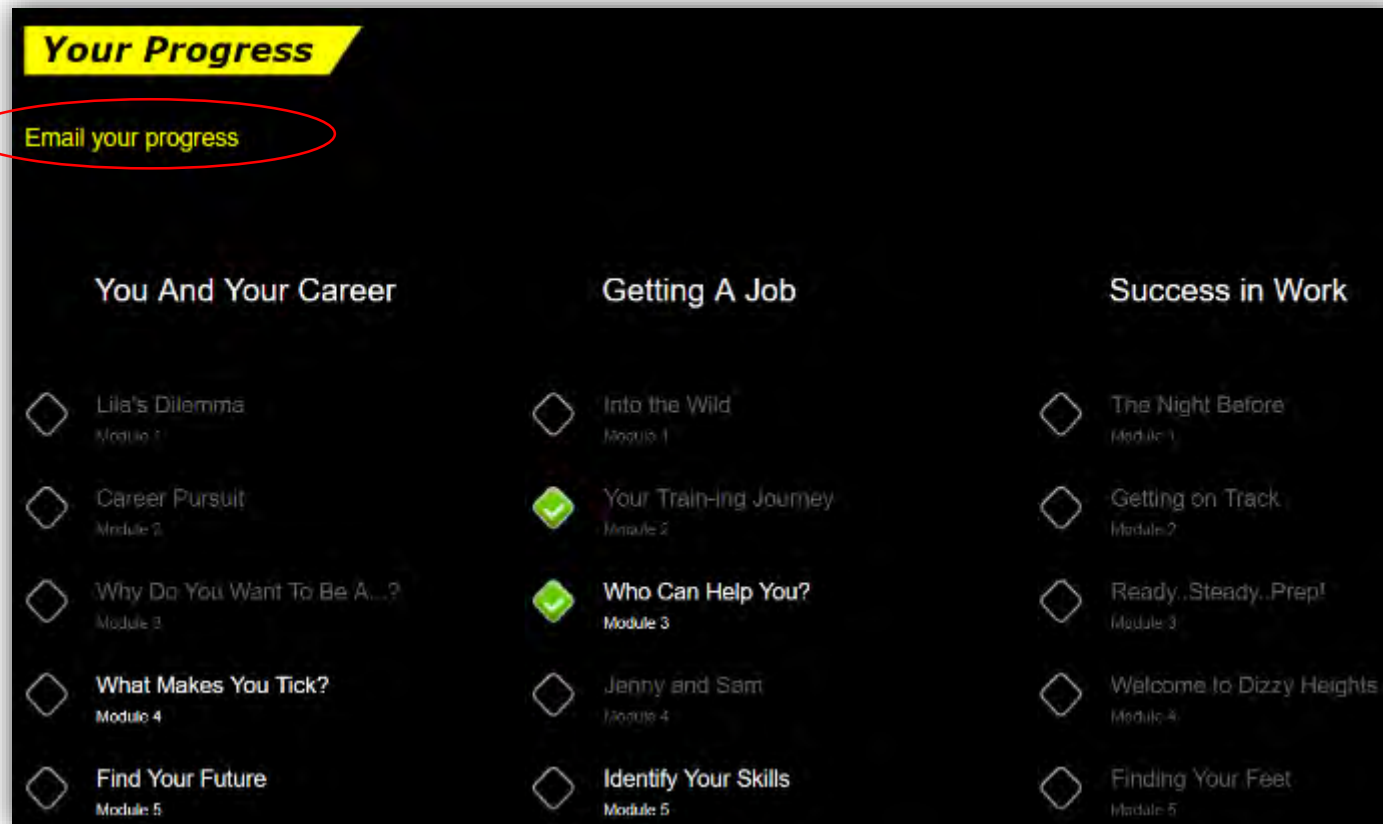 Your Progress
Email your progress
You And Your Career
Lila's Dilemma
Module 1
Career Pursuit
Module 2
Why Do You Want To Be A...?
Module 3
What Makes You Tick?
Module 4
Find Your Future
Module 5
Getting A Job
Into the Wild
Module 1
Your Train-ing Journey
Module 2
Who Can Help You?
Module 3
Jenny and Sam
Module 4
Identify Your Skills
Module 5
Success in Work
The Night Before
Module 1
Getting on Track
Module 2
Ready..Steady..Prep!
Module 3
Welcome to Dizzy Heights
Module 4
Finding Your Feet
Module 5